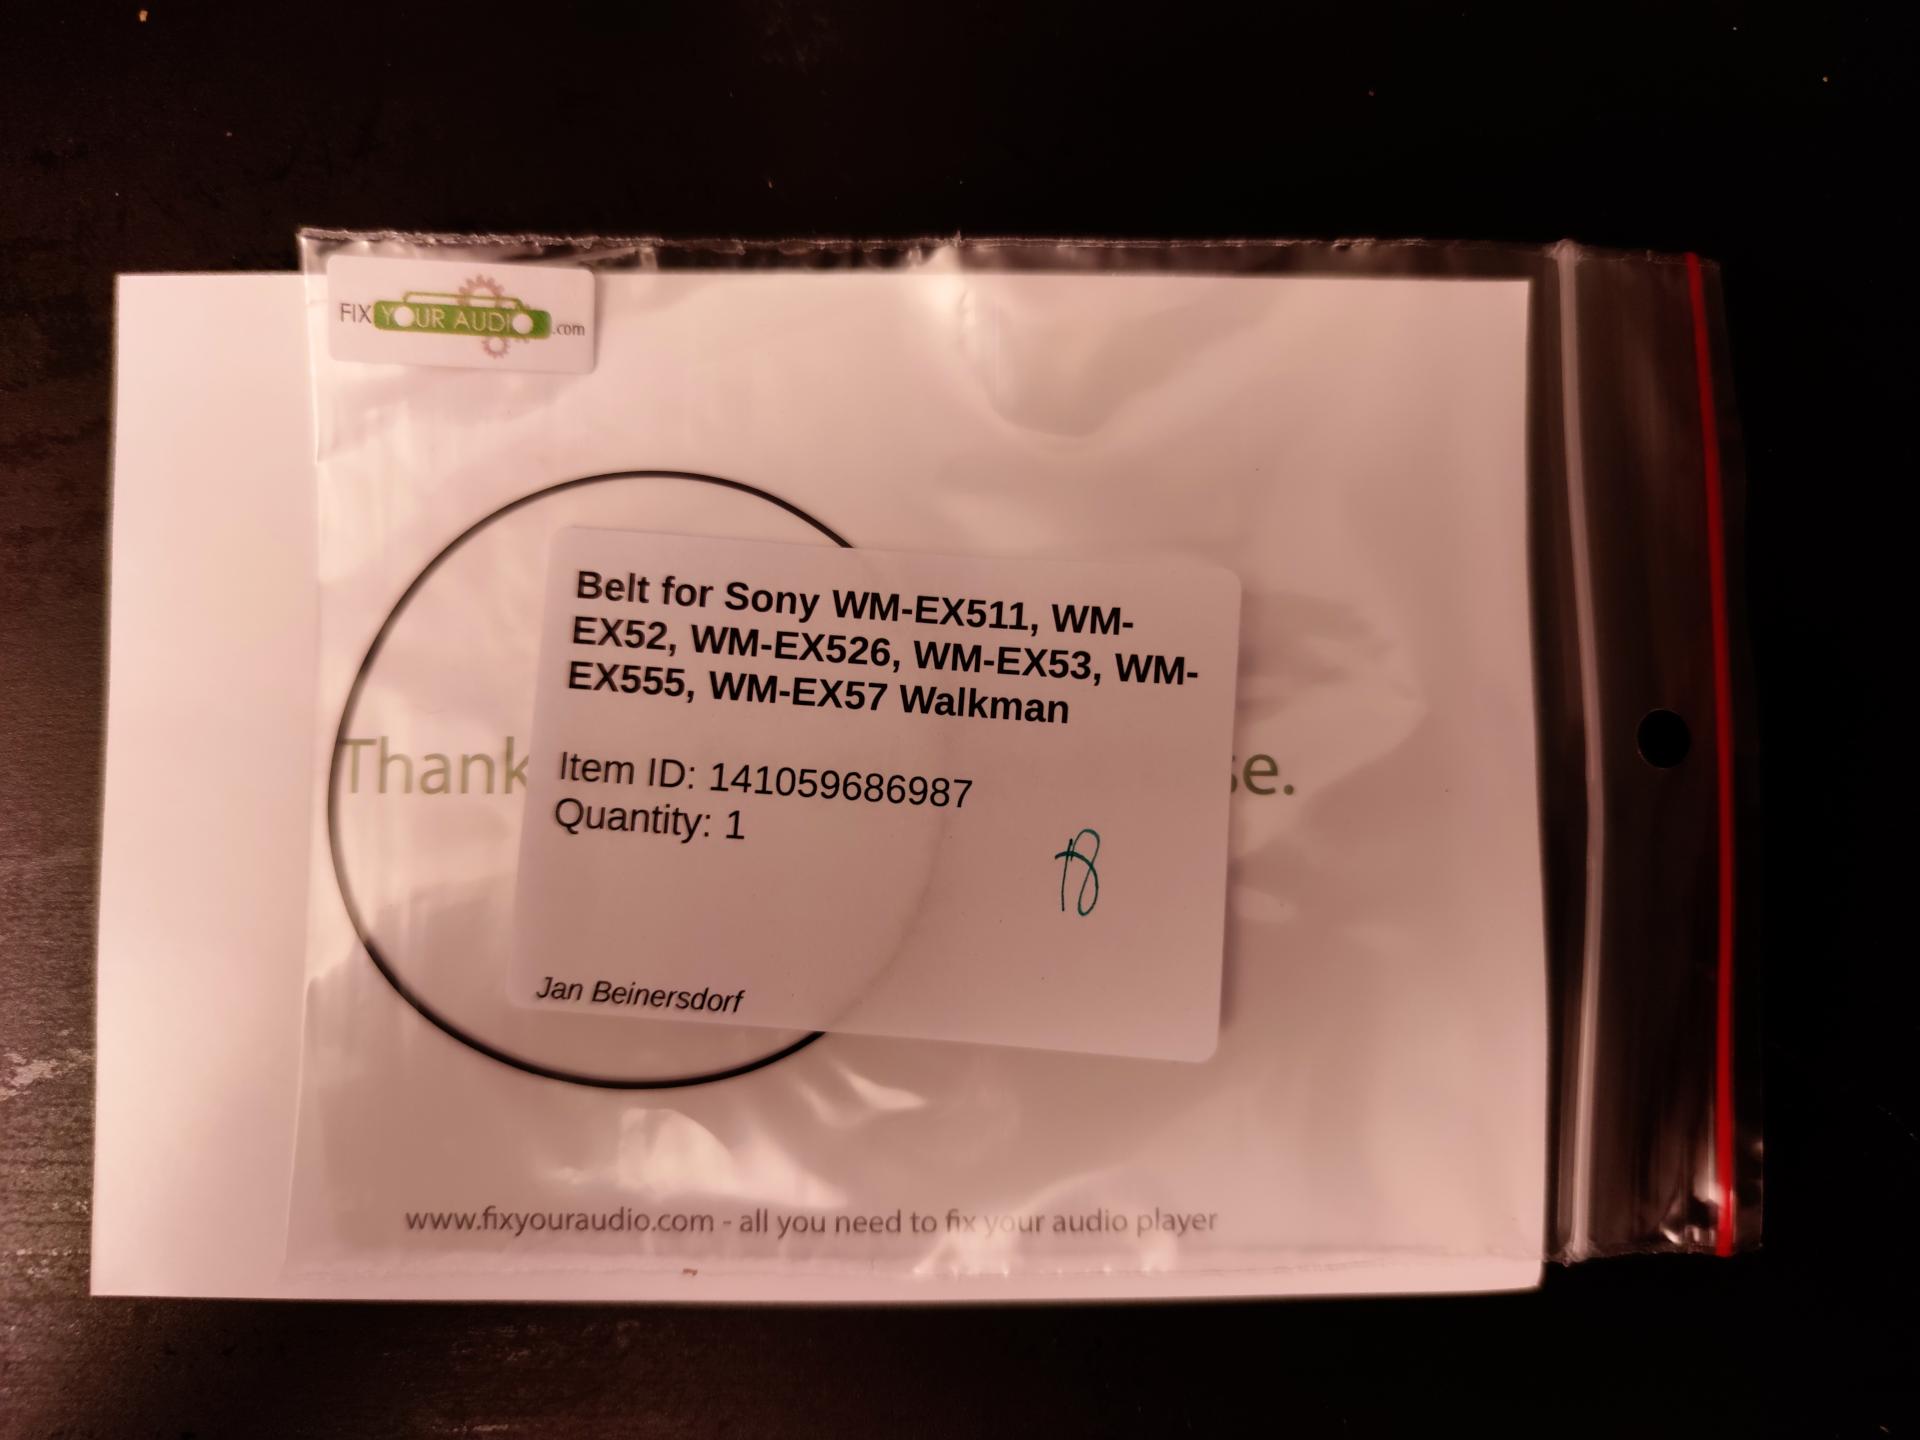 FIX YOUR AUDIO .com
Belt for Sony WM-EX511, WM-
EX52, WM-EX526, WM-EX53, WM-
EX555, WM-EX57 Walkman
Thank
se.
Item ID: 141059686987
Quantity: 1
Jan Beinersdorf
www.fixyouraudio.com - all you need to fix your audio player